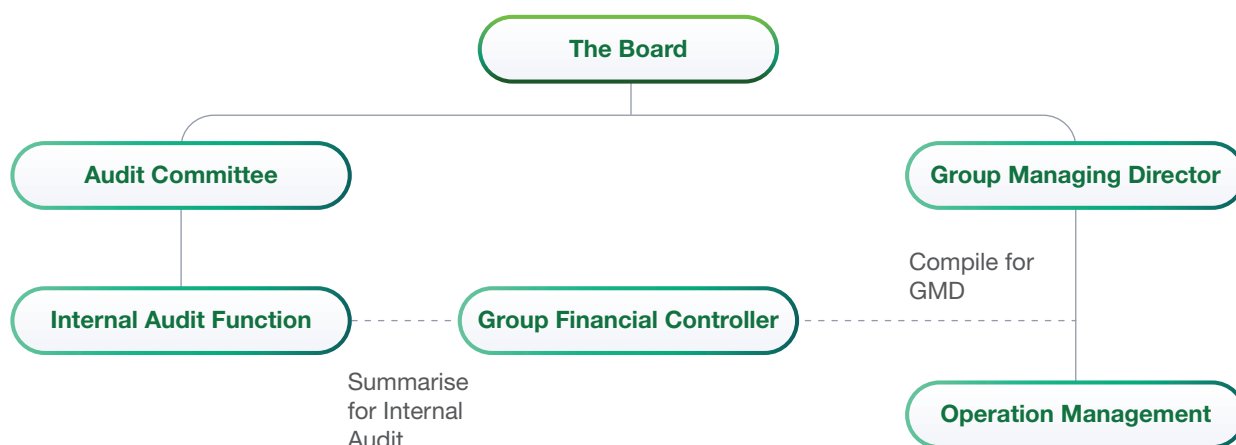 The Board
Audit Committee
Group Managing Director
Compile for
GMD
Internal Audit Function
Group Financial Controller
Summarise
for Internal
Audit
Operation Management